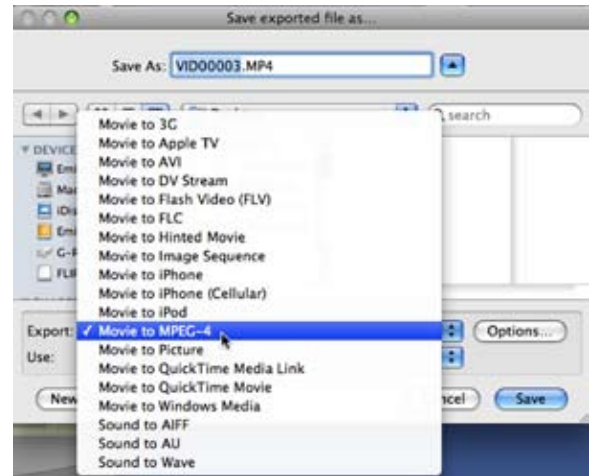 Save exported file as...
Save As: VID00003.MP4
search
Movie to 3G
Movie to Apple TV
Movie to AVI
Movie to DV Stream
Movie to Flash Video (FLV)
Movie to FLC
Movie to Hinted Movie
Movie to Image Sequence
Movie to iPhone
Movie to iPhone (Cellular)
Movie to iPod
Export: ✓ Movie to MPEG-4 Options...
Movie to Picture
Use:
Movie to QuickTime Media Link
Movie to QuickTime Movie
New
Movie to Windows Media
Save
Sound to AIFF
Sound to AU
Sound to Wave